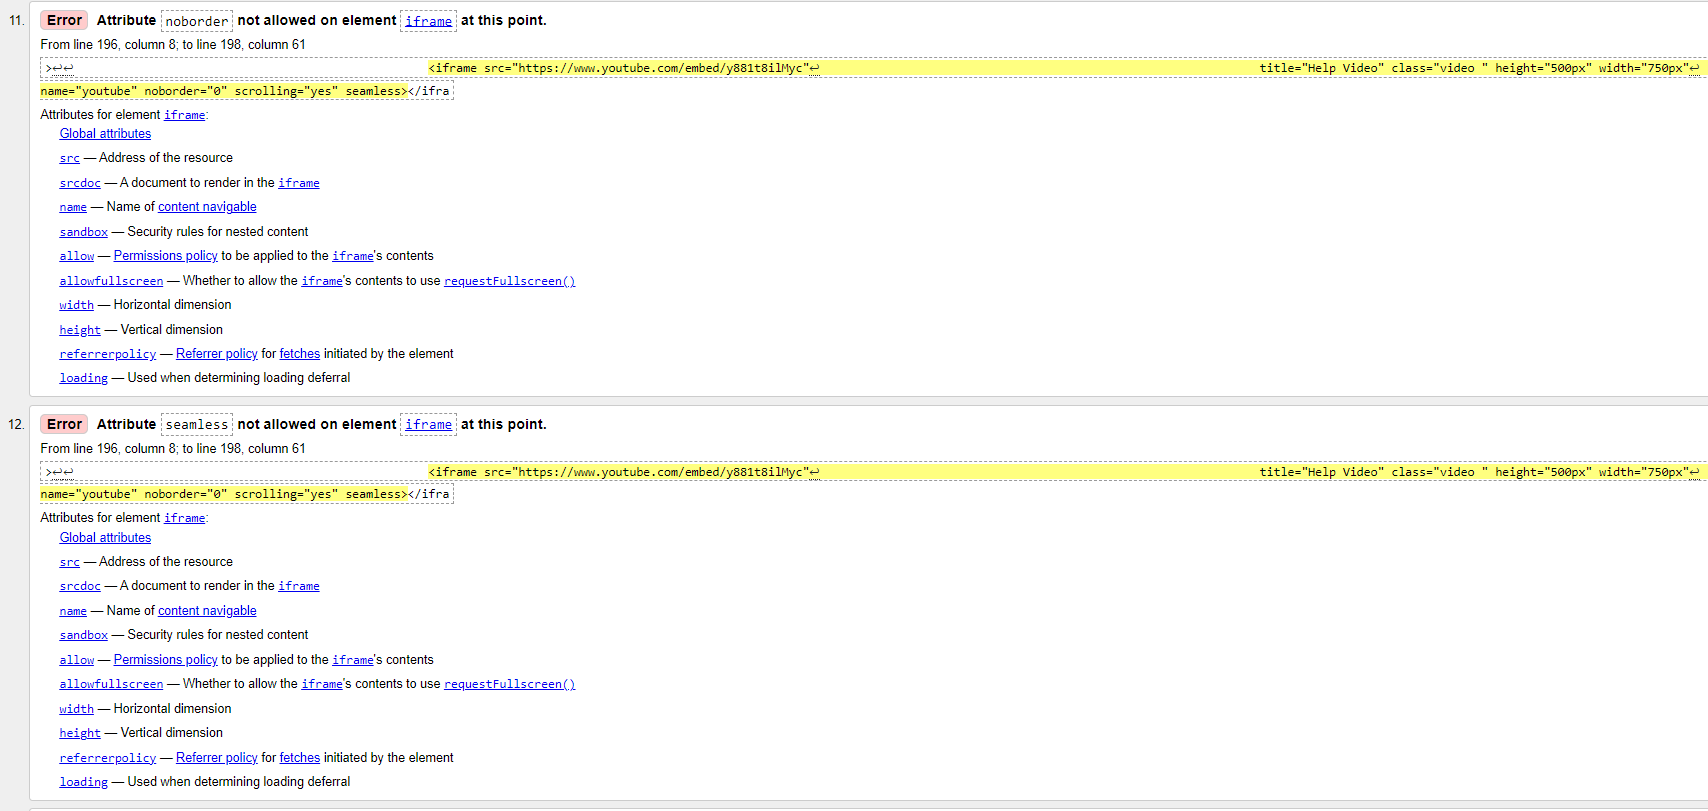 11. Error Attribute noborder not allowed on element iframe at this point.
From line 196, column 8; to line 198, column 61
>↩↩ <iframe src="https://www.youtube.com/embed/y881t8ilMyc"↩ title="Help Video" class="video " height="500px" width="750px"↩
name="youtube" noborder="0" scrolling="yes" seamless></ifra
Attributes for element iframe:
Global attributes
src — Address of the resource
srcdoc — A document to render in the iframe
name — Name of content navigable
sandbox — Security rules for nested content
allow — Permissions policy to be applied to the iframe's contents
allowfullscreen — Whether to allow the iframe's contents to use requestFullscreen()
width — Horizontal dimension
height — Vertical dimension
referrerpolicy — Referrer policy for fetches initiated by the element
loading — Used when determining loading deferral
12. Error Attribute seamless not allowed on element iframe at this point.
From line 196, column 8; to line 198, column 61
>↩↩ <iframe src="https://www.youtube.com/embed/y881t8ilMyc"↩ title="Help Video" class="video " height="500px" width="750px"↩
name="youtube" noborder="0" scrolling="yes" seamless></ifra
Attributes for element iframe:
Global attributes
src — Address of the resource
srcdoc — A document to render in the iframe
name — Name of content navigable
sandbox — Security rules for nested content
allow — Permissions policy to be applied to the iframe's contents
allowfullscreen — Whether to allow the iframe's contents to use requestFullscreen()
width — Horizontal dimension
height — Vertical dimension
referrerpolicy — Referrer policy for fetches initiated by the element
loading — Used when determining loading deferral